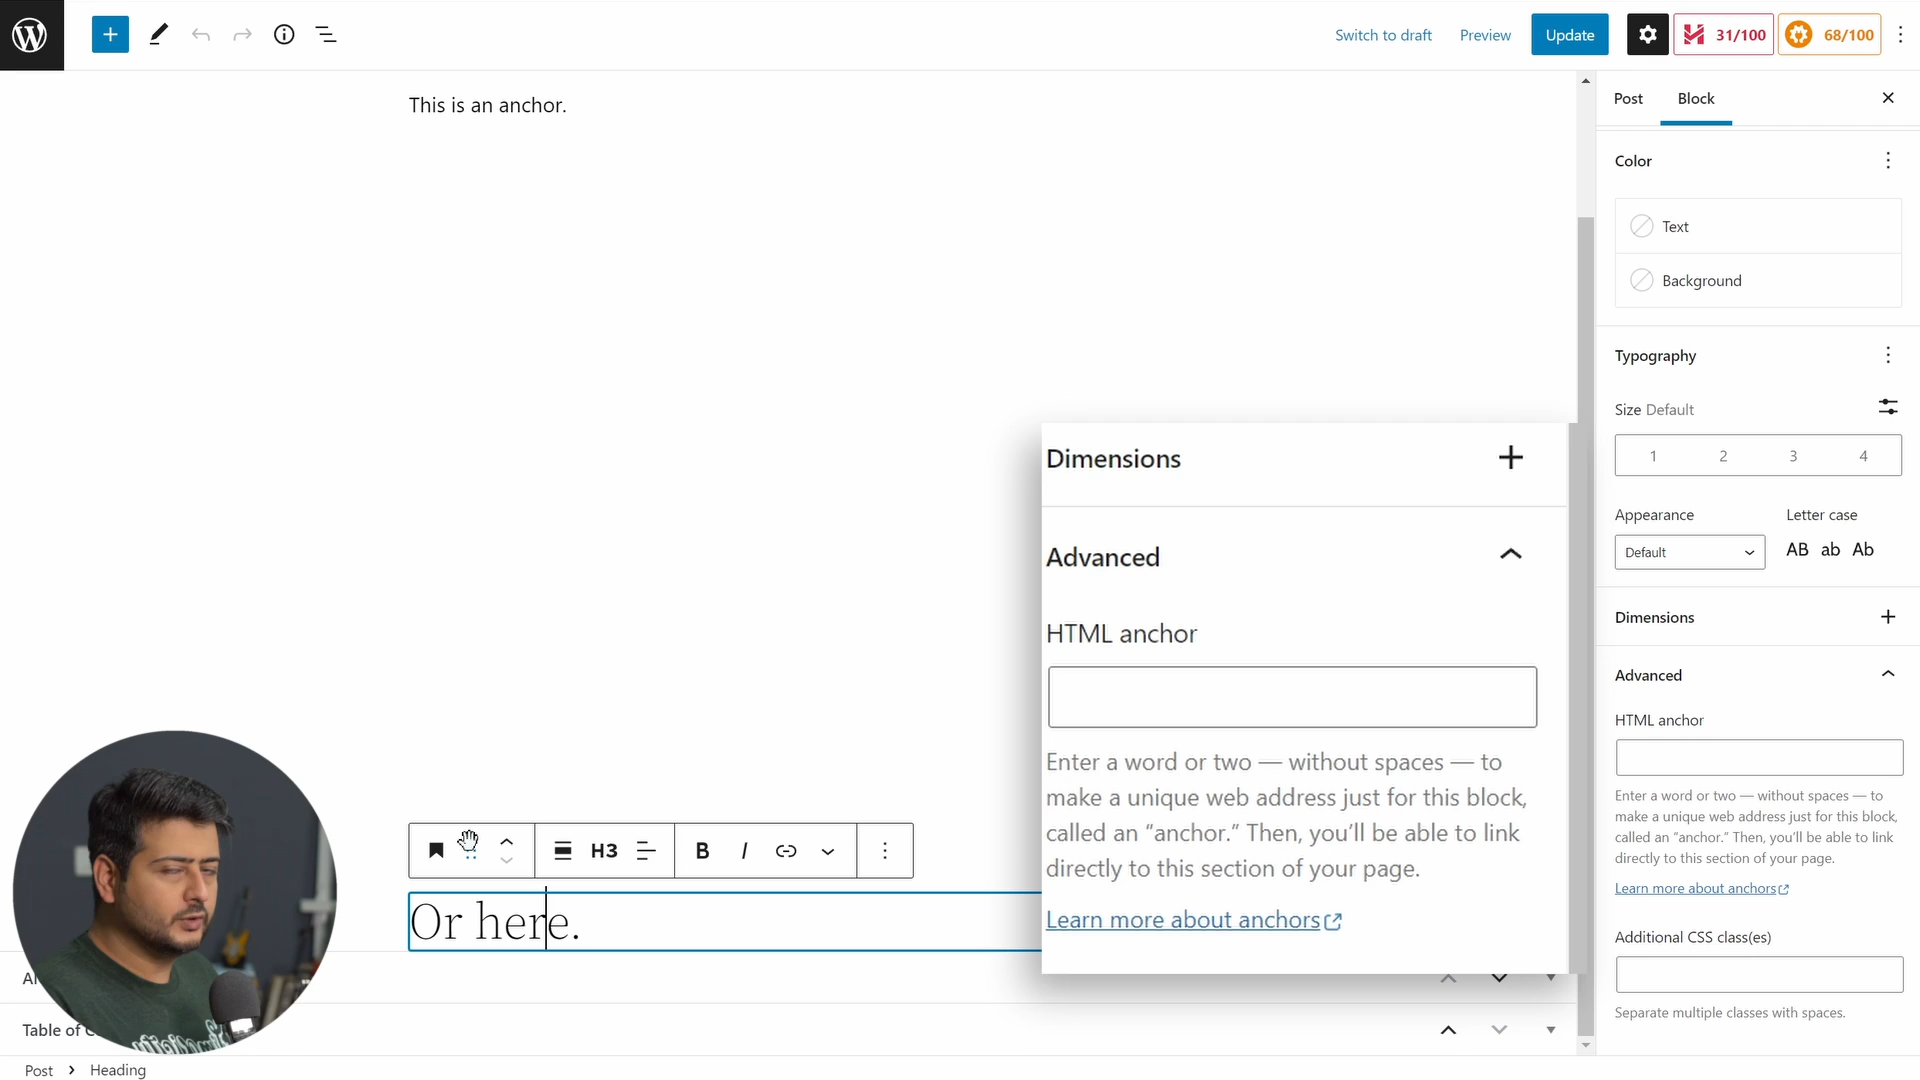 Switch to draft
Preview
Update
31/100
68/100
This is an anchor.
Post
Block
Color
Text
Background
Typography
Size Default
1 2 3 4
Appearance
Letter case
Default
AB ab Ab
Dimensions
Advanced
HTML anchor
Enter a word or two — without spaces — to
make a unique web address just for this block,
called an “anchor.” Then, you’ll be able to link
directly to this section of your page.
Learn more about anchors
Additional CSS class(es)
Separate multiple classes with spaces.
Dimensions
Advanced
HTML anchor
Enter a word or two — without spaces — to
make a unique web address just for this block,
called an “anchor.” Then, you’ll be able to link
directly to this section of your page.
Learn more about anchors
H3
B I
Or here.
Table of
Post
Heading